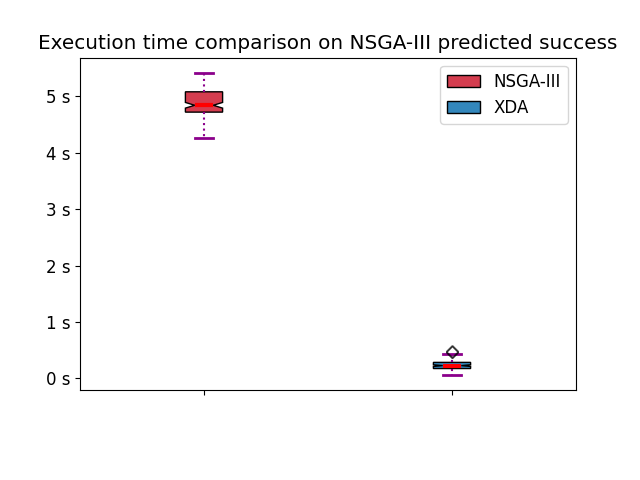 Execution time comparison on NSGA-III predicted success
NSGA-III
XDA
5 s
4 s
3 s
2 s
1 s
0 s